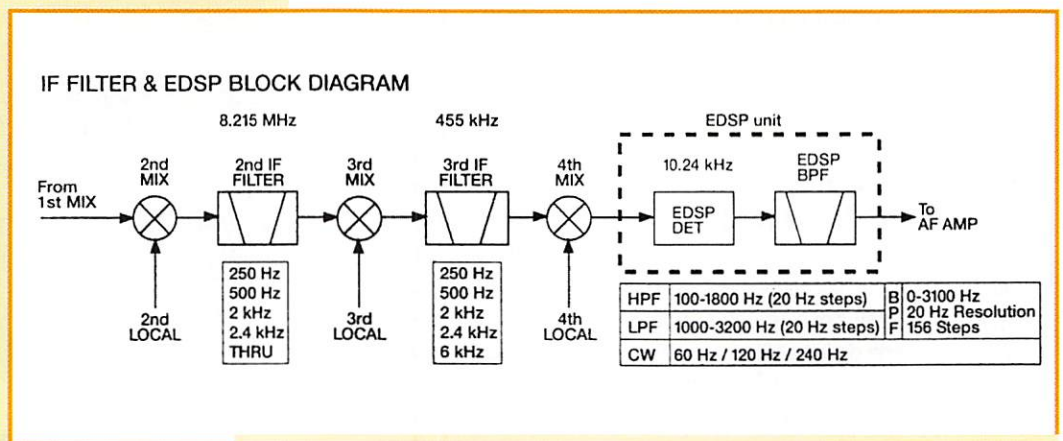 IF FILTER & EDSP BLOCK DIAGRAM
8.215 MHz
455 kHz
EDSP unit
From
1st MIX
2nd
MIX
2nd IF
FILTER
3rd
MIX
3rd IF
FILTER
4th
MIX
10.24 kHz
EDSP
DET
EDSP
BPF
To
AF AMP
2nd
LOCAL
250 Hz
500 Hz
2 kHz
2.4 kHz
THRU
3rd
LOCAL
250 Hz
500 Hz
2 kHz
2.4 kHz
6 kHz
4th
LOCAL
HPF 100-1800 Hz (20 Hz steps)
LPF 1000-3200 Hz (20 Hz steps)
B 0-3100 Hz
P 20 Hz Resolution
F 156 Steps
CW 60 Hz / 120 Hz / 240 Hz